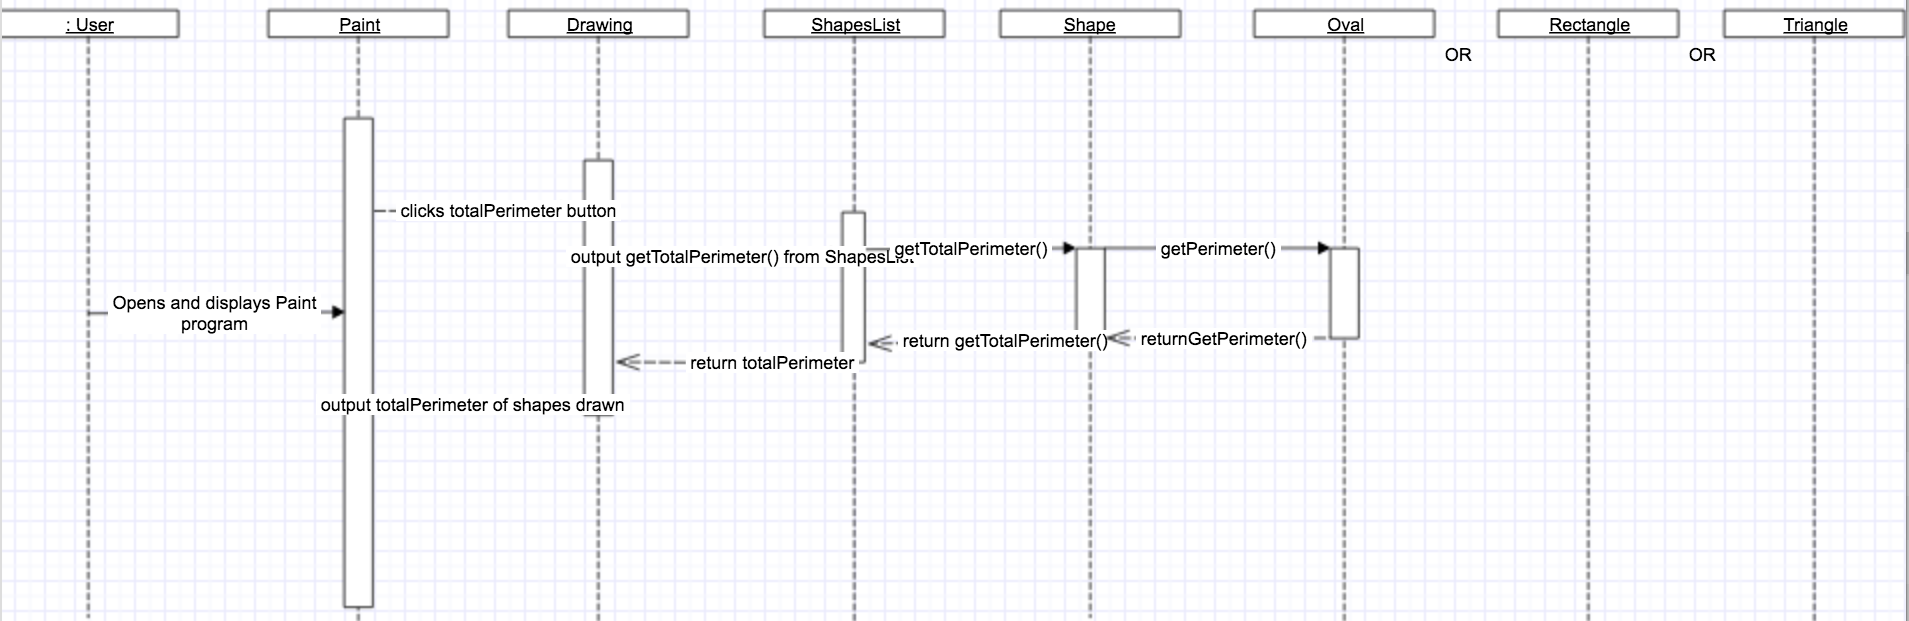 : User
Paint
Drawing
ShapesList
Shape
Oval
Rectangle
Triangle
OR
OR
clicks totalPerimeter button
output getTotalPerimeter() from ShapesList
getTotalPerimeter()
getPerimeter()
Opens and displays Paint
program
return getTotalPerimeter()
returnGetPerimeter()
return totalPerimeter
output totalPerimeter of shapes drawn